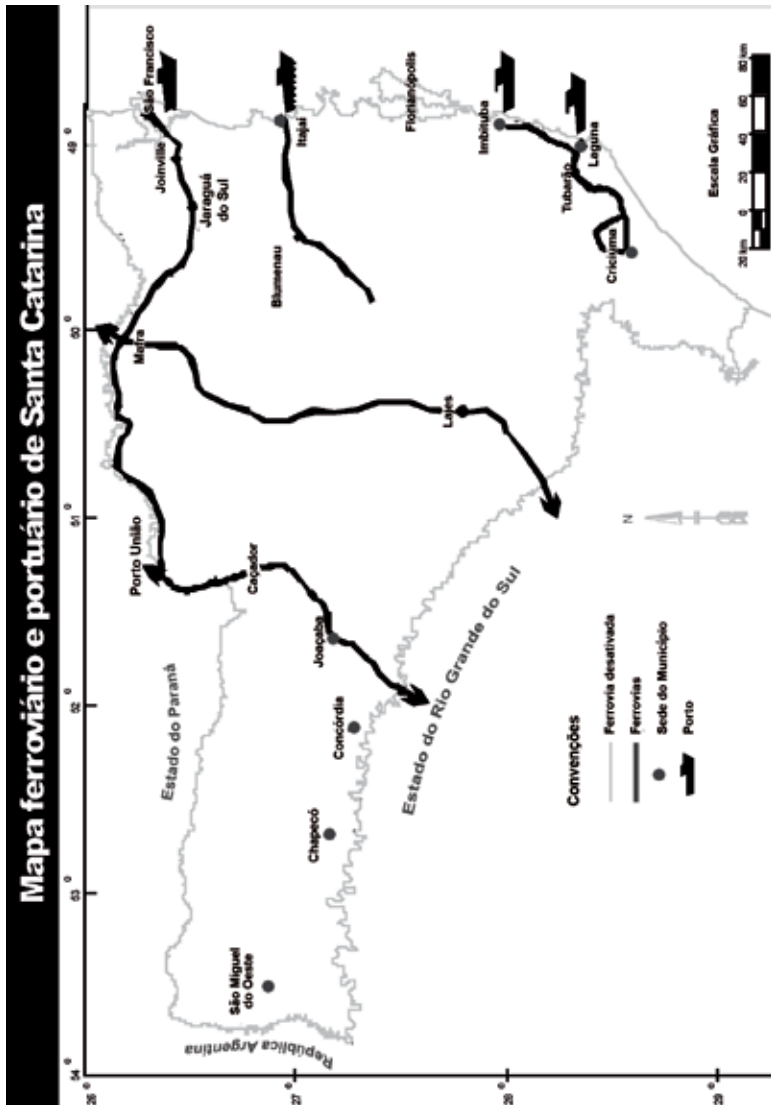 Mapa ferroviário e portuário de Santa Catarina
54
53
52
51
50
49
26
27
28
29
São Francisco
Joinville
Jaraguá
do Sul
Itajaí
Blumenau
Florianópolis
Mafra
Porto União
Caçador
Joaçaba
Lajes
Imbituba
Tubarão
Laguna
Criciuma
Concórdia
Chapecó
São Miguel
do Oeste
Estado do Paraná
República Argentina
Estado do Rio Grande do Sul
N
Convenções
Ferrovia desativada
Ferrovias
Sede do Município
Porto
Escala Gráfica
20 km
0
20
40
60
80 km